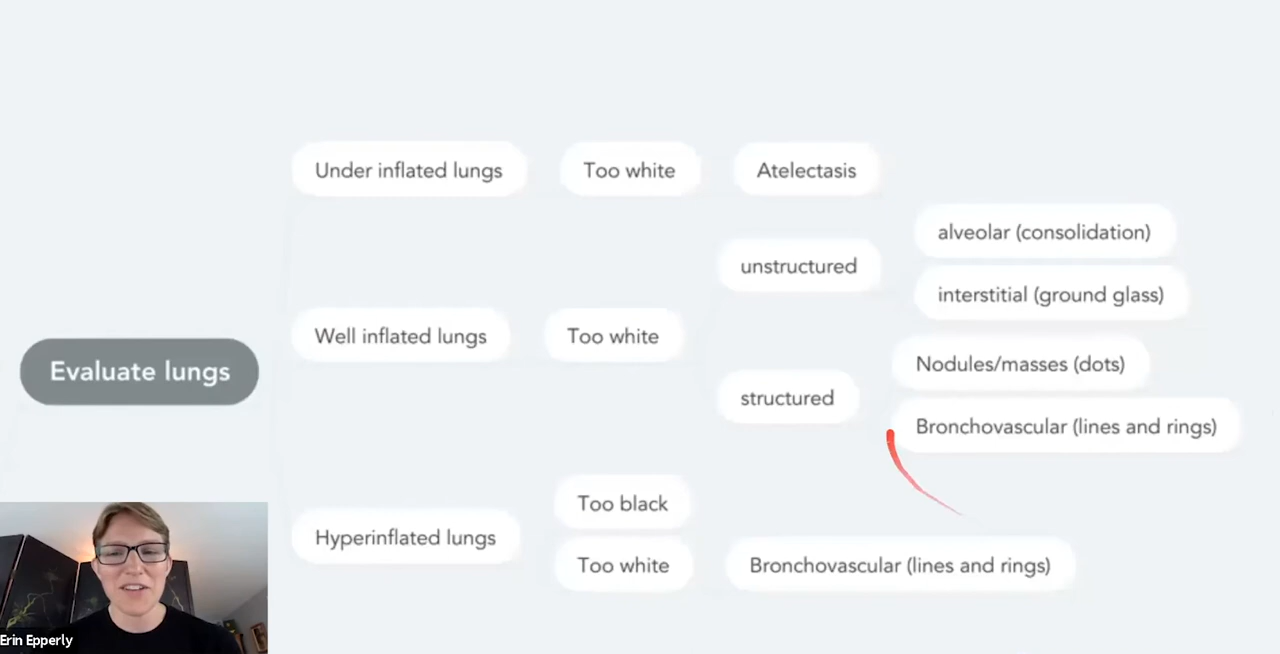 Under inflated lungs
Too white
Atelectasis
alveolar (consolidation)
unstructured
interstitial (ground glass)
Well inflated lungs
Too white
Nodules/masses (dots)
Evaluate lungs
structured
Bronchovascular (lines and rings)
Too black
Hyperinflated lungs
Too white
Bronchovascular (lines and rings)
Erin Epperly